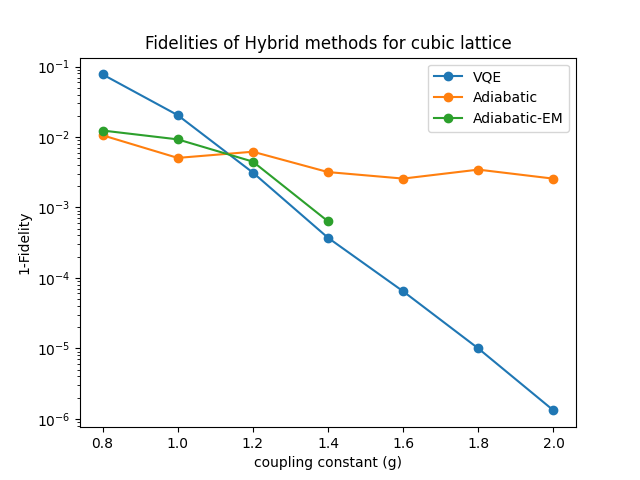 Fidelities of Hybrid methods for cubic lattice
VQE
Adiabatic
Adiabatic-EM
1-Fidelity
10⁻¹
10⁻²
10⁻³
10⁻⁴
10⁻⁵
10⁻⁶
0.8 1.0 1.2 1.4 1.6 1.8 2.0
coupling constant (g)